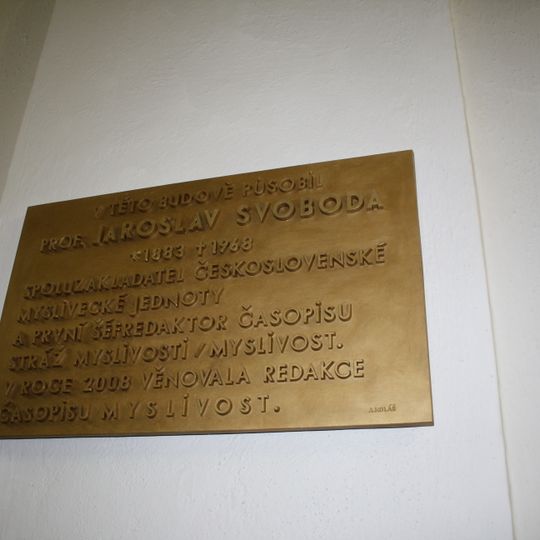 V TÉTO BUDOVĚ PŮSOBIL
PROF. JAROSLAV SVOBODA
*1883 †1968
SPOLUZAKLADATEL ČESKOSLOVENSKÉ
MYSLIVECKÉ JEDNOTY
A PRVNÍ ŠÉFREDAKTOR ČASOPISU
STRÁŽ MYSLIVOSTI/MYSLIVOST.
V ROCE 2008 VĚNOVALA REDAKCE
ČASOPISU MYSLIVOST.